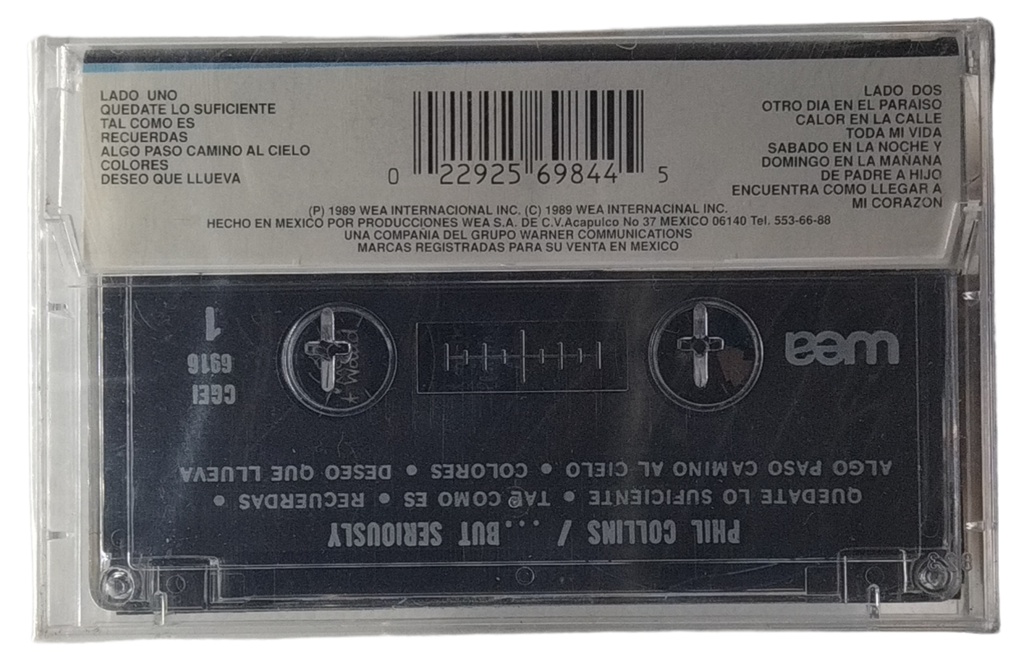 LADO UNO
QUEDATE LO SUFICIENTE
TAL COMO ES
RECUERDAS
ALGO PASO CAMINO AL CIELO
COLORES
DESEO QUE LLUEVA
0 22925 69844 5
LADO DOS
OTRO DIA EN EL PARAISO
CALOR EN LA CALLE
TODA MI VIDA
SABADO EN LA NOCHE Y
DOMINGO EN LA MAÑANA
DE PADRE A HIJO
ENCUENTRA COMO LLEGAR A
MI CORAZON
(P) 1989 WEA INTERNACIONAL INC. (C) 1989 WEA INTERNACINAL INC.
HECHO EN MEXICO POR PRODUCCIONES WEA S.A. DE C.V.Acapulco No 37 MEXICO 06140 Tel. 553-66-88
UNA COMPAÑIA DEL GRUPO WARNER COMMUNICATIONS
MARCAS REGISTRADAS PARA SU VENTA EN MEXICO
PHIL COLLINS / ... BUT SERIOUSLY
QUEDATE LO SUFICIENTE • TAL COMO ES • RECUERDAS •
ALGO PASO CAMINO AL CIELO • COLORES • DESEO QUE LLUEVA
wea
CGEI
6916
1